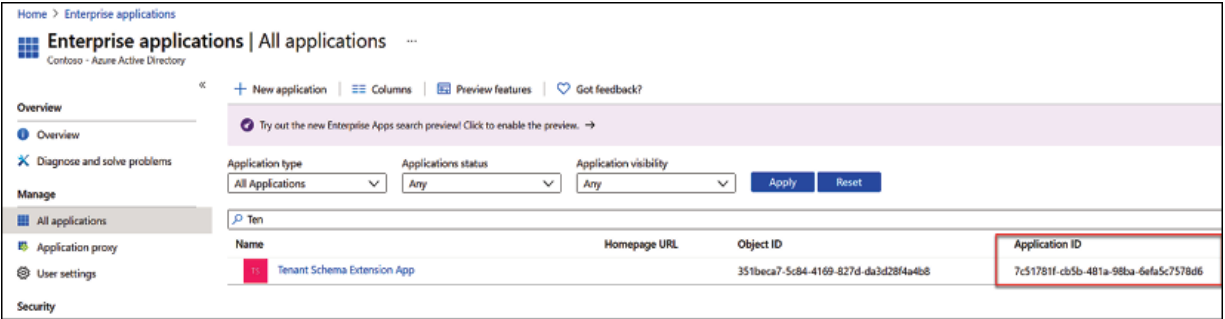 Home > Enterprise applications
Enterprise applications | All applications ...
Contoso - Azure Active Directory
«
+ New application | Columns | Preview features | Got feedback?
Overview
Try out the new Enterprise Apps search preview! Click to enable the preview. →
Overview
Diagnose and solve problems
Application type Applications status Application visibility
All Applications Any Any Apply Reset
Manage
All applications
Ten
Name Homepage URL Object ID Application ID
Application proxy
TS Tenant Schema Extension App 351beca7-5c84-4169-827d-da3d28f4a4b8 7c51781f-cb5b-481a-98ba-6efa5c7578d6
User settings
Security